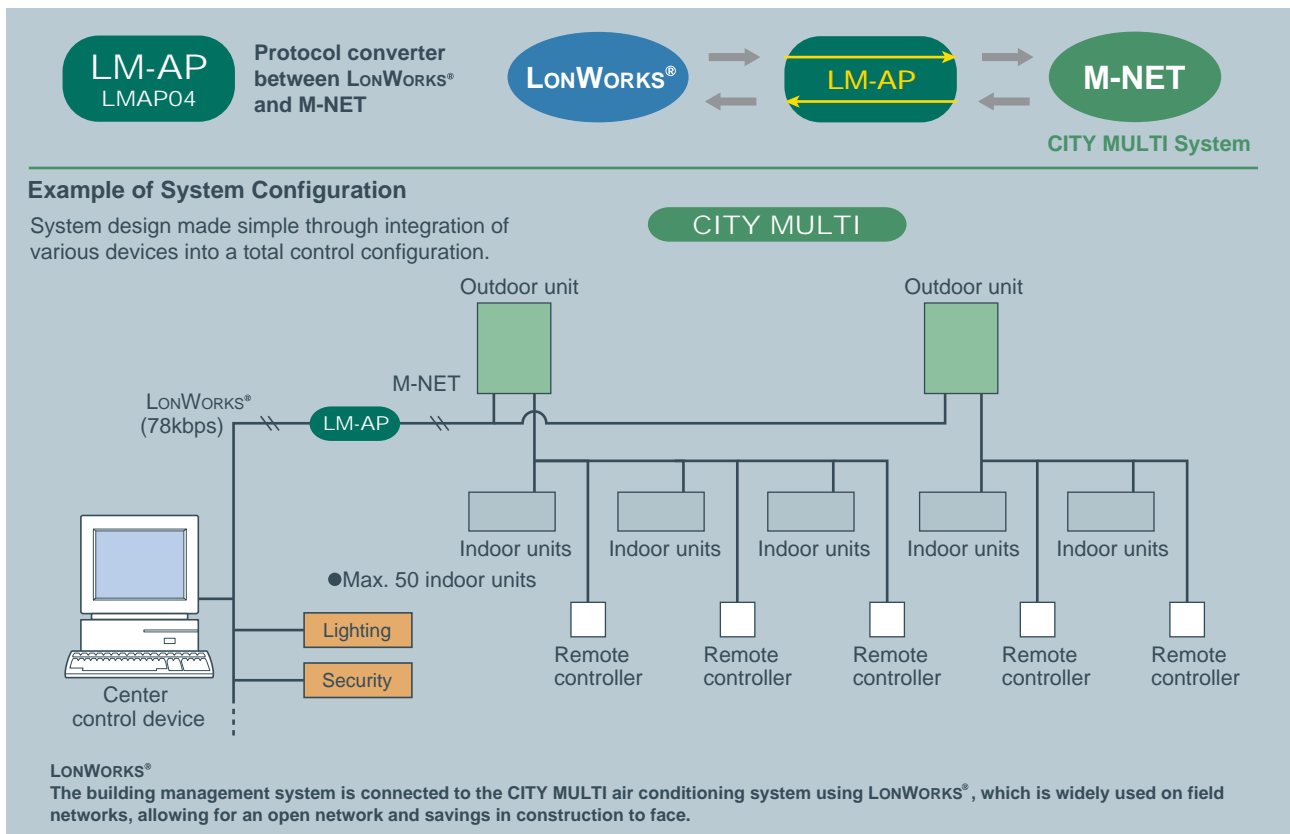 LM-AP
LMAP04
Protocol converter
between LONWORKS®
and M-NET
LONWORKS®
LM-AP
M-NET
CITY MULTI System
Example of System Configuration
System design made simple through integration of
various devices into a total control configuration.
CITY MULTI
Outdoor unit
Outdoor unit
M-NET
LONWORKS®
(78kbps)
LM-AP
Indoor units
Indoor units
Indoor units
Indoor units
Indoor units
●Max. 50 indoor units
Lighting
Security
Center
control device
Remote
controller
Remote
controller
Remote
controller
Remote
controller
Remote
controller
LONWORKS®
The building management system is connected to the CITY MULTI air conditioning system using LONWORKS®, which is widely used on field
networks, allowing for an open network and savings in construction to face.